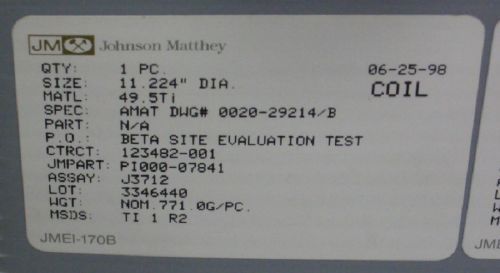 JM Johnson Matthey
QTY: 1 PC. 06-25-98
SIZE: 11.224" DIA. COIL
MATL: 49.5Ti
SPEC: AMAT DWG# 0020-29214/B
PART: N/A
P.O.: BETA SITE EVALUATION TEST
CTRCT: 123482-001
JMPART: PI000-07841
ASSAY: J3712
LOT: 3346440
WGT: NOM.771.0G/PC.
MSDS: TI 1 R2
JMEI-170B